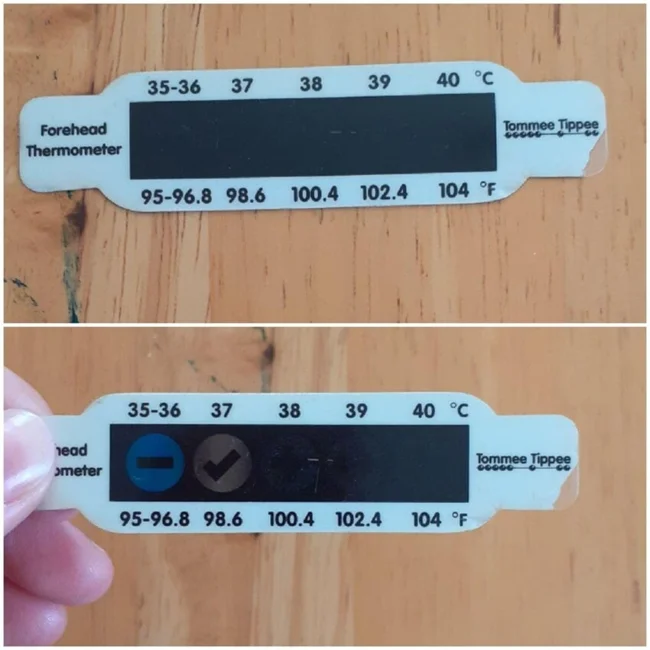 35-36 37 38 39 40 °C
Forehead
Thermometer
Tommee Tippee
95-96.8 98.6 100.4 102.4 104 °F
35-36 37 38 39 40 °C
head
ometer
Tommee Tippee
95-96.8 98.6 100.4 102.4 104 °F